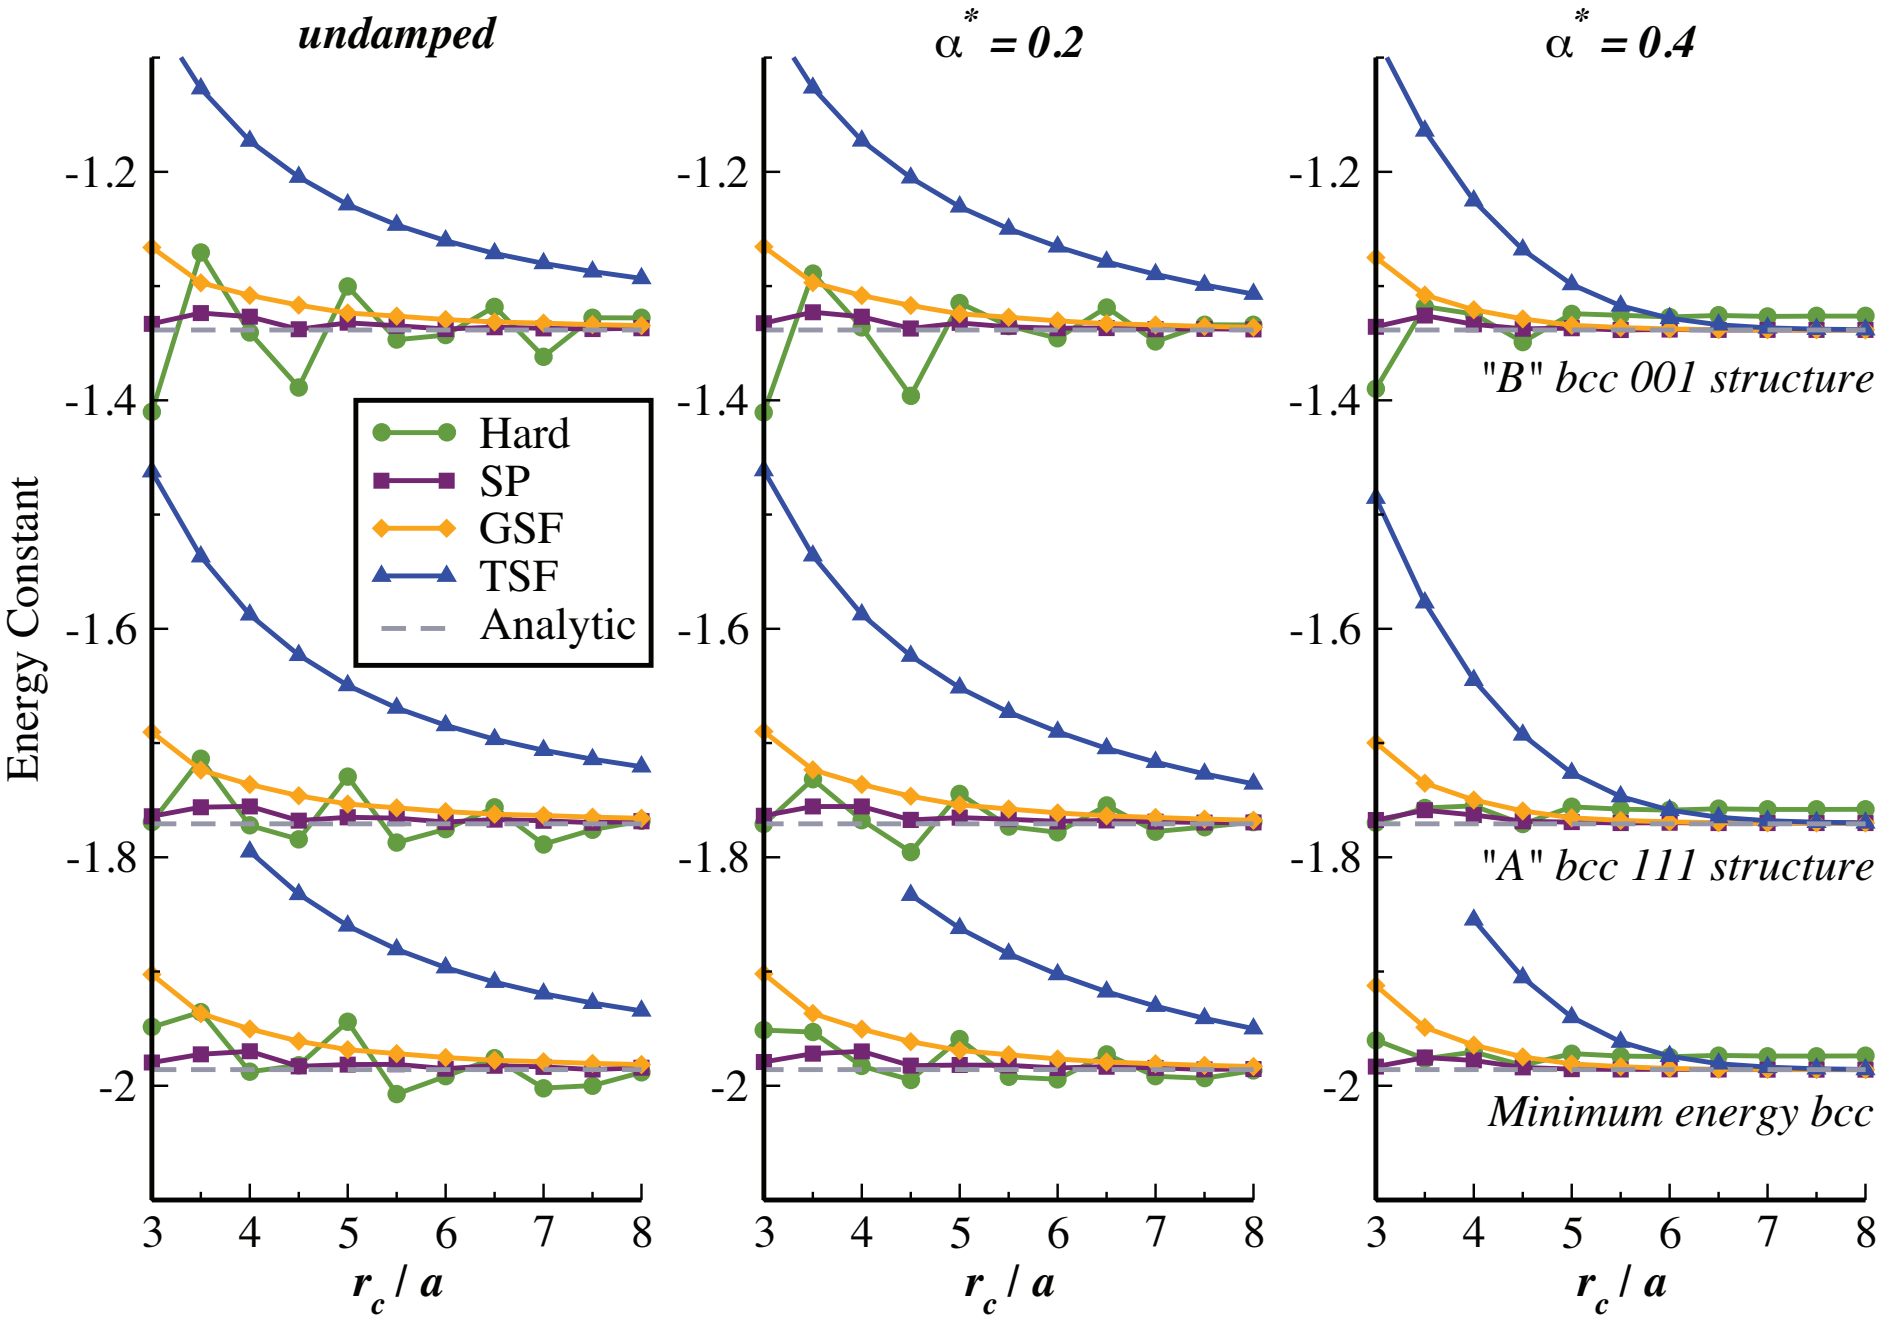 undamped
α* = 0.2
α* = 0.4
Energy Constant
-1.2
-1.4
-1.6
-1.8
-2
-1.2
-1.4
-1.6
-1.8
-2
-1.2
-1.4
-1.6
-1.8
-2
Hard
SP
GSF
TSF
Analytic
"B" bcc 001 structure
"A" bcc 111 structure
Minimum energy bcc
3 4 5 6 7 8
3 4 5 6 7 8
3 4 5 6 7 8
r_c / a
r_c / a
r_c / a